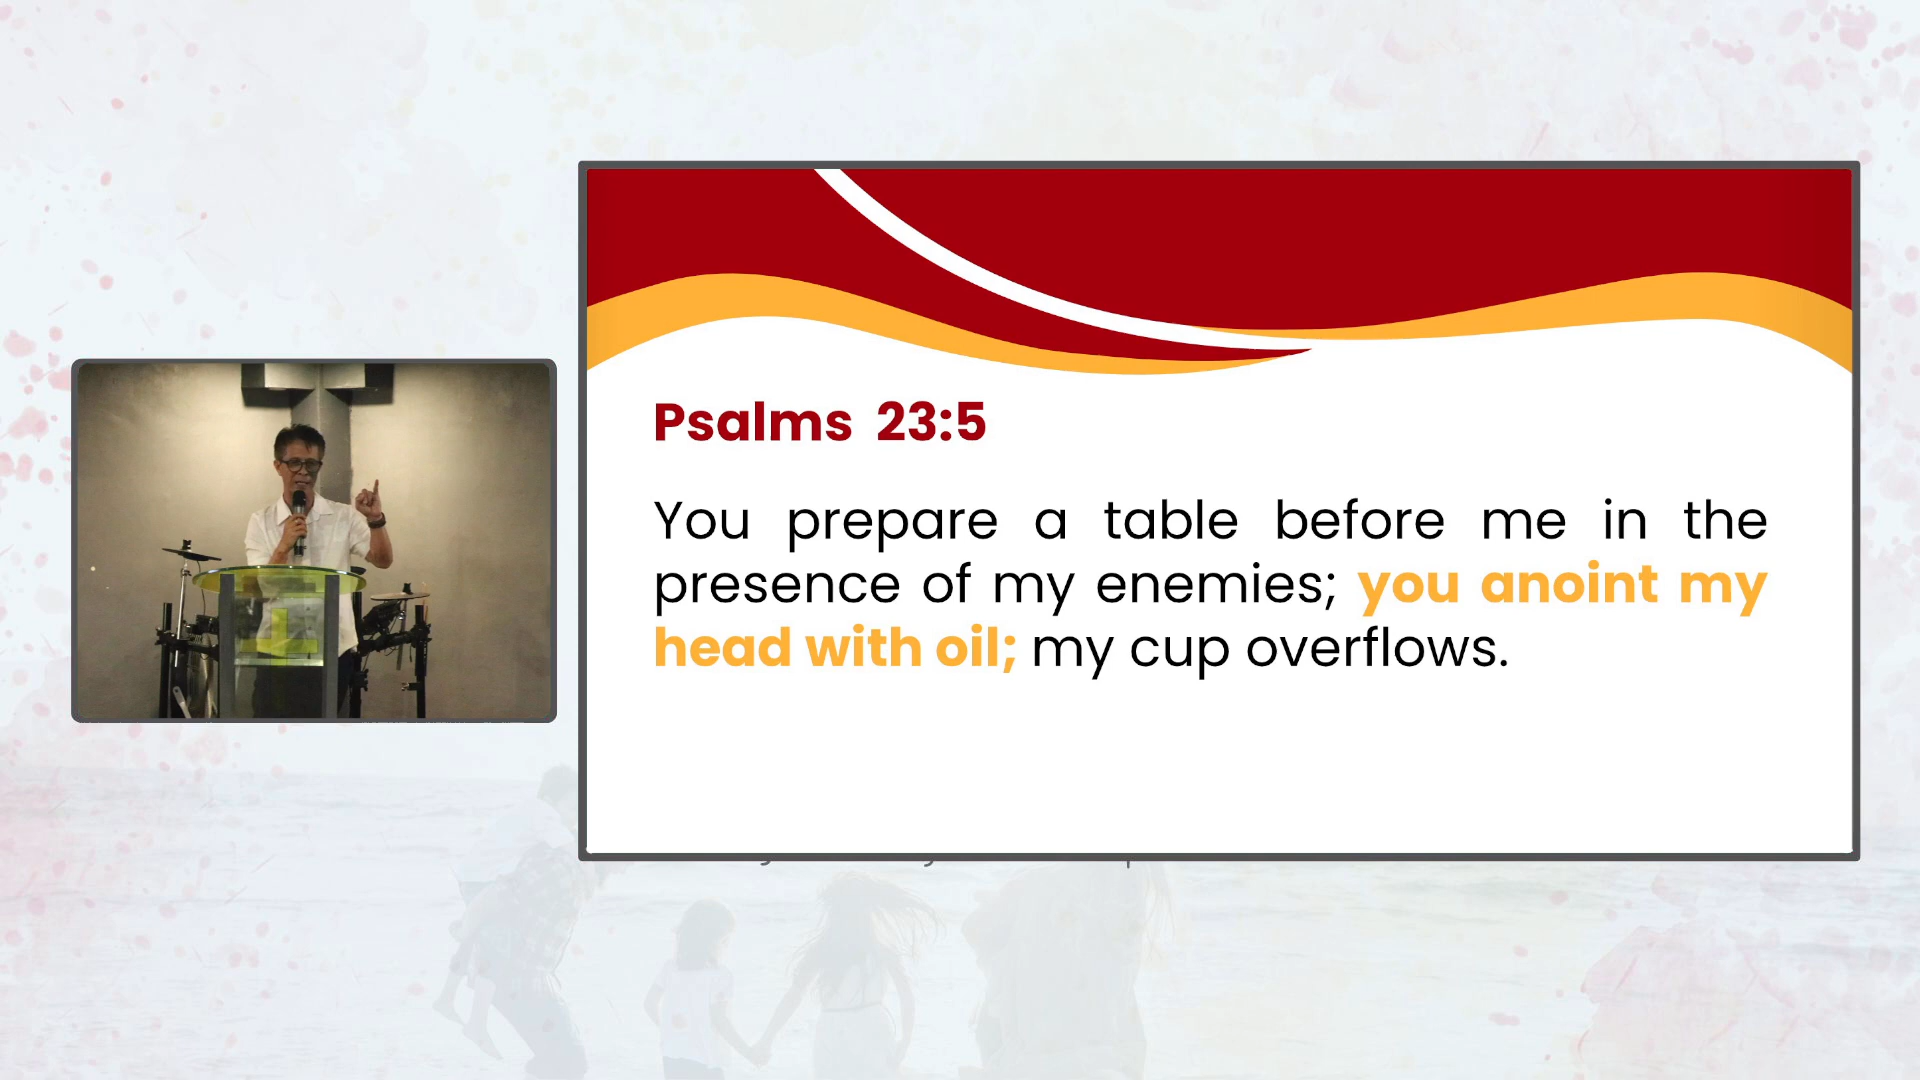 Psalms 23:5
You prepare a table before me in the
presence of my enemies; you anoint my
head with oil; my cup overflows.